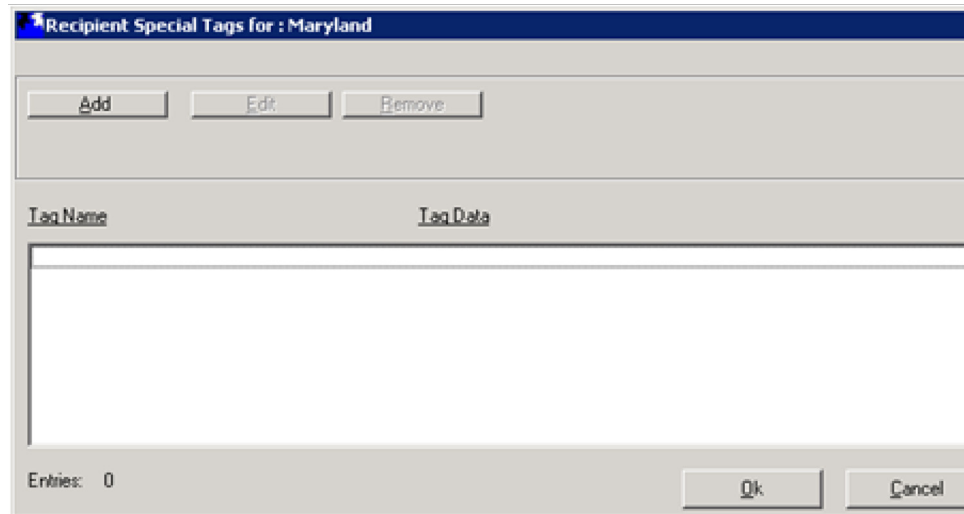 Recipient Special Tags for : Maryland
Add Edit Remove
Tag Name Tag Data
Entries: 0
Ok Cancel